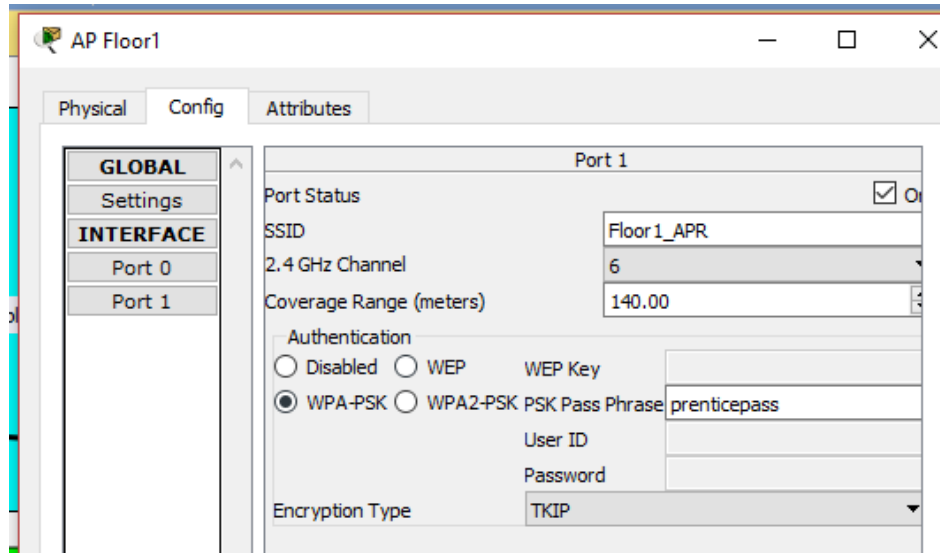 AP Floor1
Physical Config Attributes
GLOBAL
Settings
INTERFACE
Port 0
Port 1
Port 1
Port Status
SSID Floor1_APR
2.4 GHz Channel 6
Coverage Range (meters) 140.00
Authentication
Disabled WEP WEP Key
WPA-PSK WPA2-PSK PSK Pass Phrase prenticepass
User ID
Password
Encryption Type TKIP